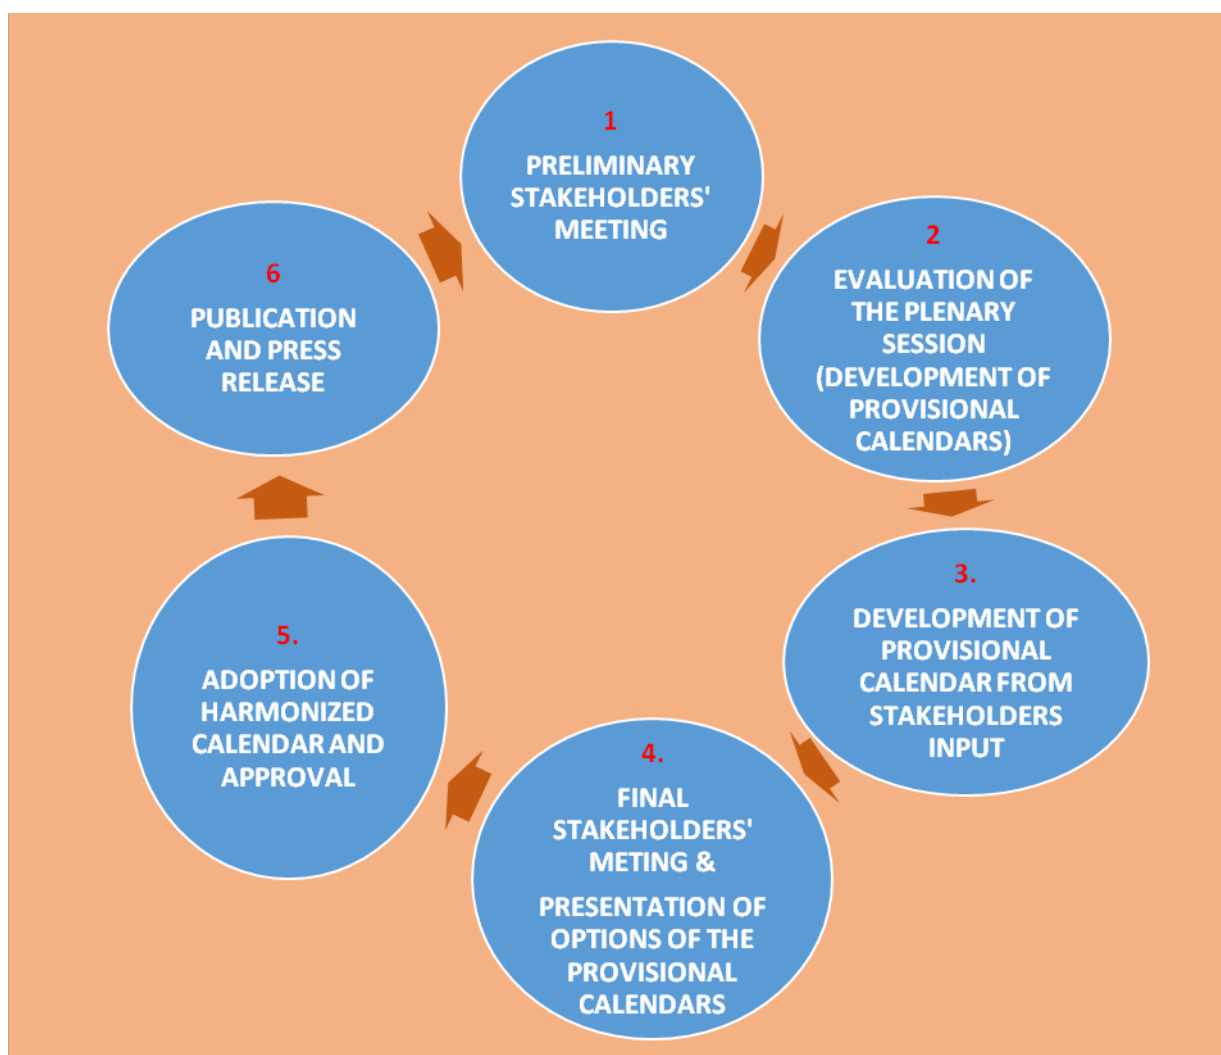 1
PRELIMINARY
STAKEHOLDERS'
MEETING
2
EVALUATION OF
THE PLENARY
SESSION
(DEVELOPMENT OF
PROVISIONAL
CALENDARS)
3.
DEVELOPMENT OF
PROVISIONAL
CALENDAR FROM
STAKEHOLDERS
INPUT
4.
FINAL
STAKEHOLDERS'
METING &
PRESENTATION OF
OPTIONS OF THE
PROVISIONAL
CALENDARS
5.
ADOPTION OF
HARMONIZED
CALENDAR AND
APPROVAL
6
PUBLICATION
AND PRESS
RELEASE